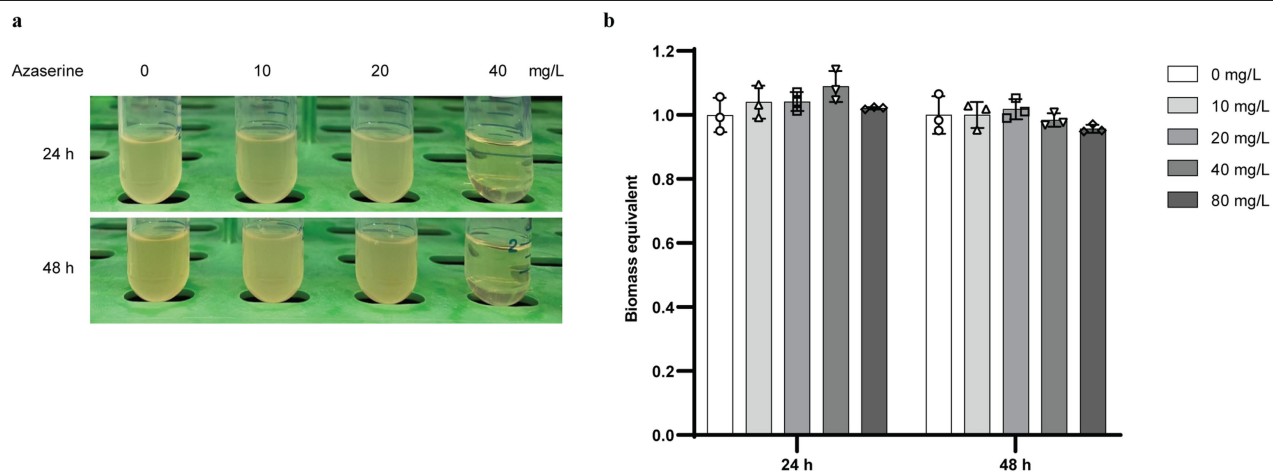 a
Azaserine 0 10 20 40 mg/L
24 h
48 h
2
b
Biomass equivalent
1.2
1.0
0.8
0.6
0.4
0.2
0.0
24 h 48 h
0 mg/L
10 mg/L
20 mg/L
40 mg/L
80 mg/L